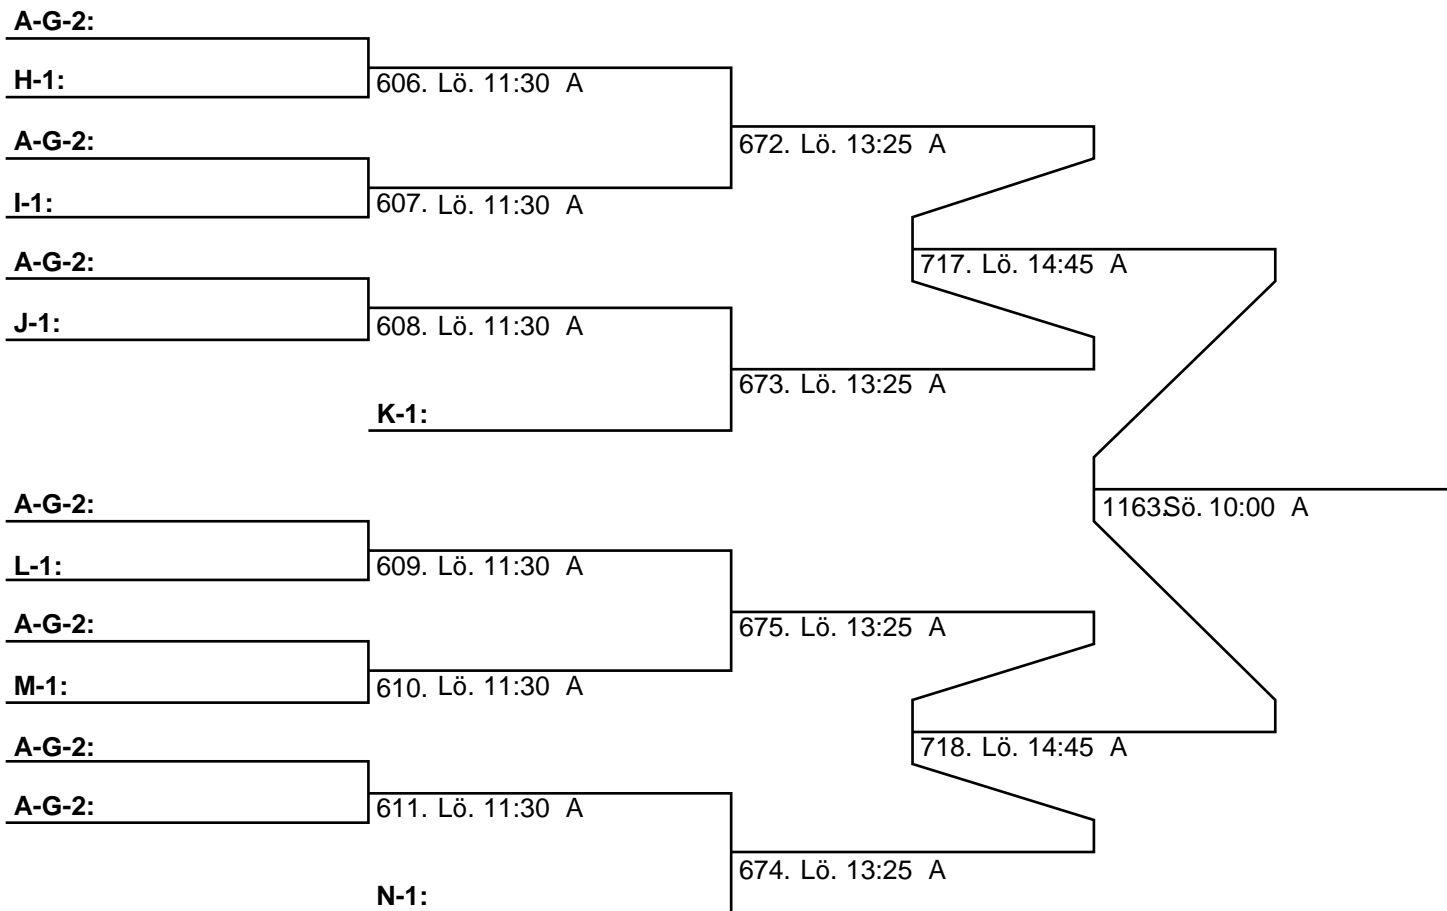 A-G-2:
H-1:
606. Lö. 11:30 A
A-G-2:
672. Lö. 13:25 A
I-1:
607. Lö. 11:30 A
A-G-2:
717. Lö. 14:45 A
J-1:
608. Lö. 11:30 A
673. Lö. 13:25 A
K-1:
A-G-2:
1163. Sö. 10:00 A
L-1:
609. Lö. 11:30 A
A-G-2:
675. Lö. 13:25 A
M-1:
610. Lö. 11:30 A
A-G-2:
718. Lö. 14:45 A
A-G-2:
611. Lö. 11:30 A
674. Lö. 13:25 A
N-1: